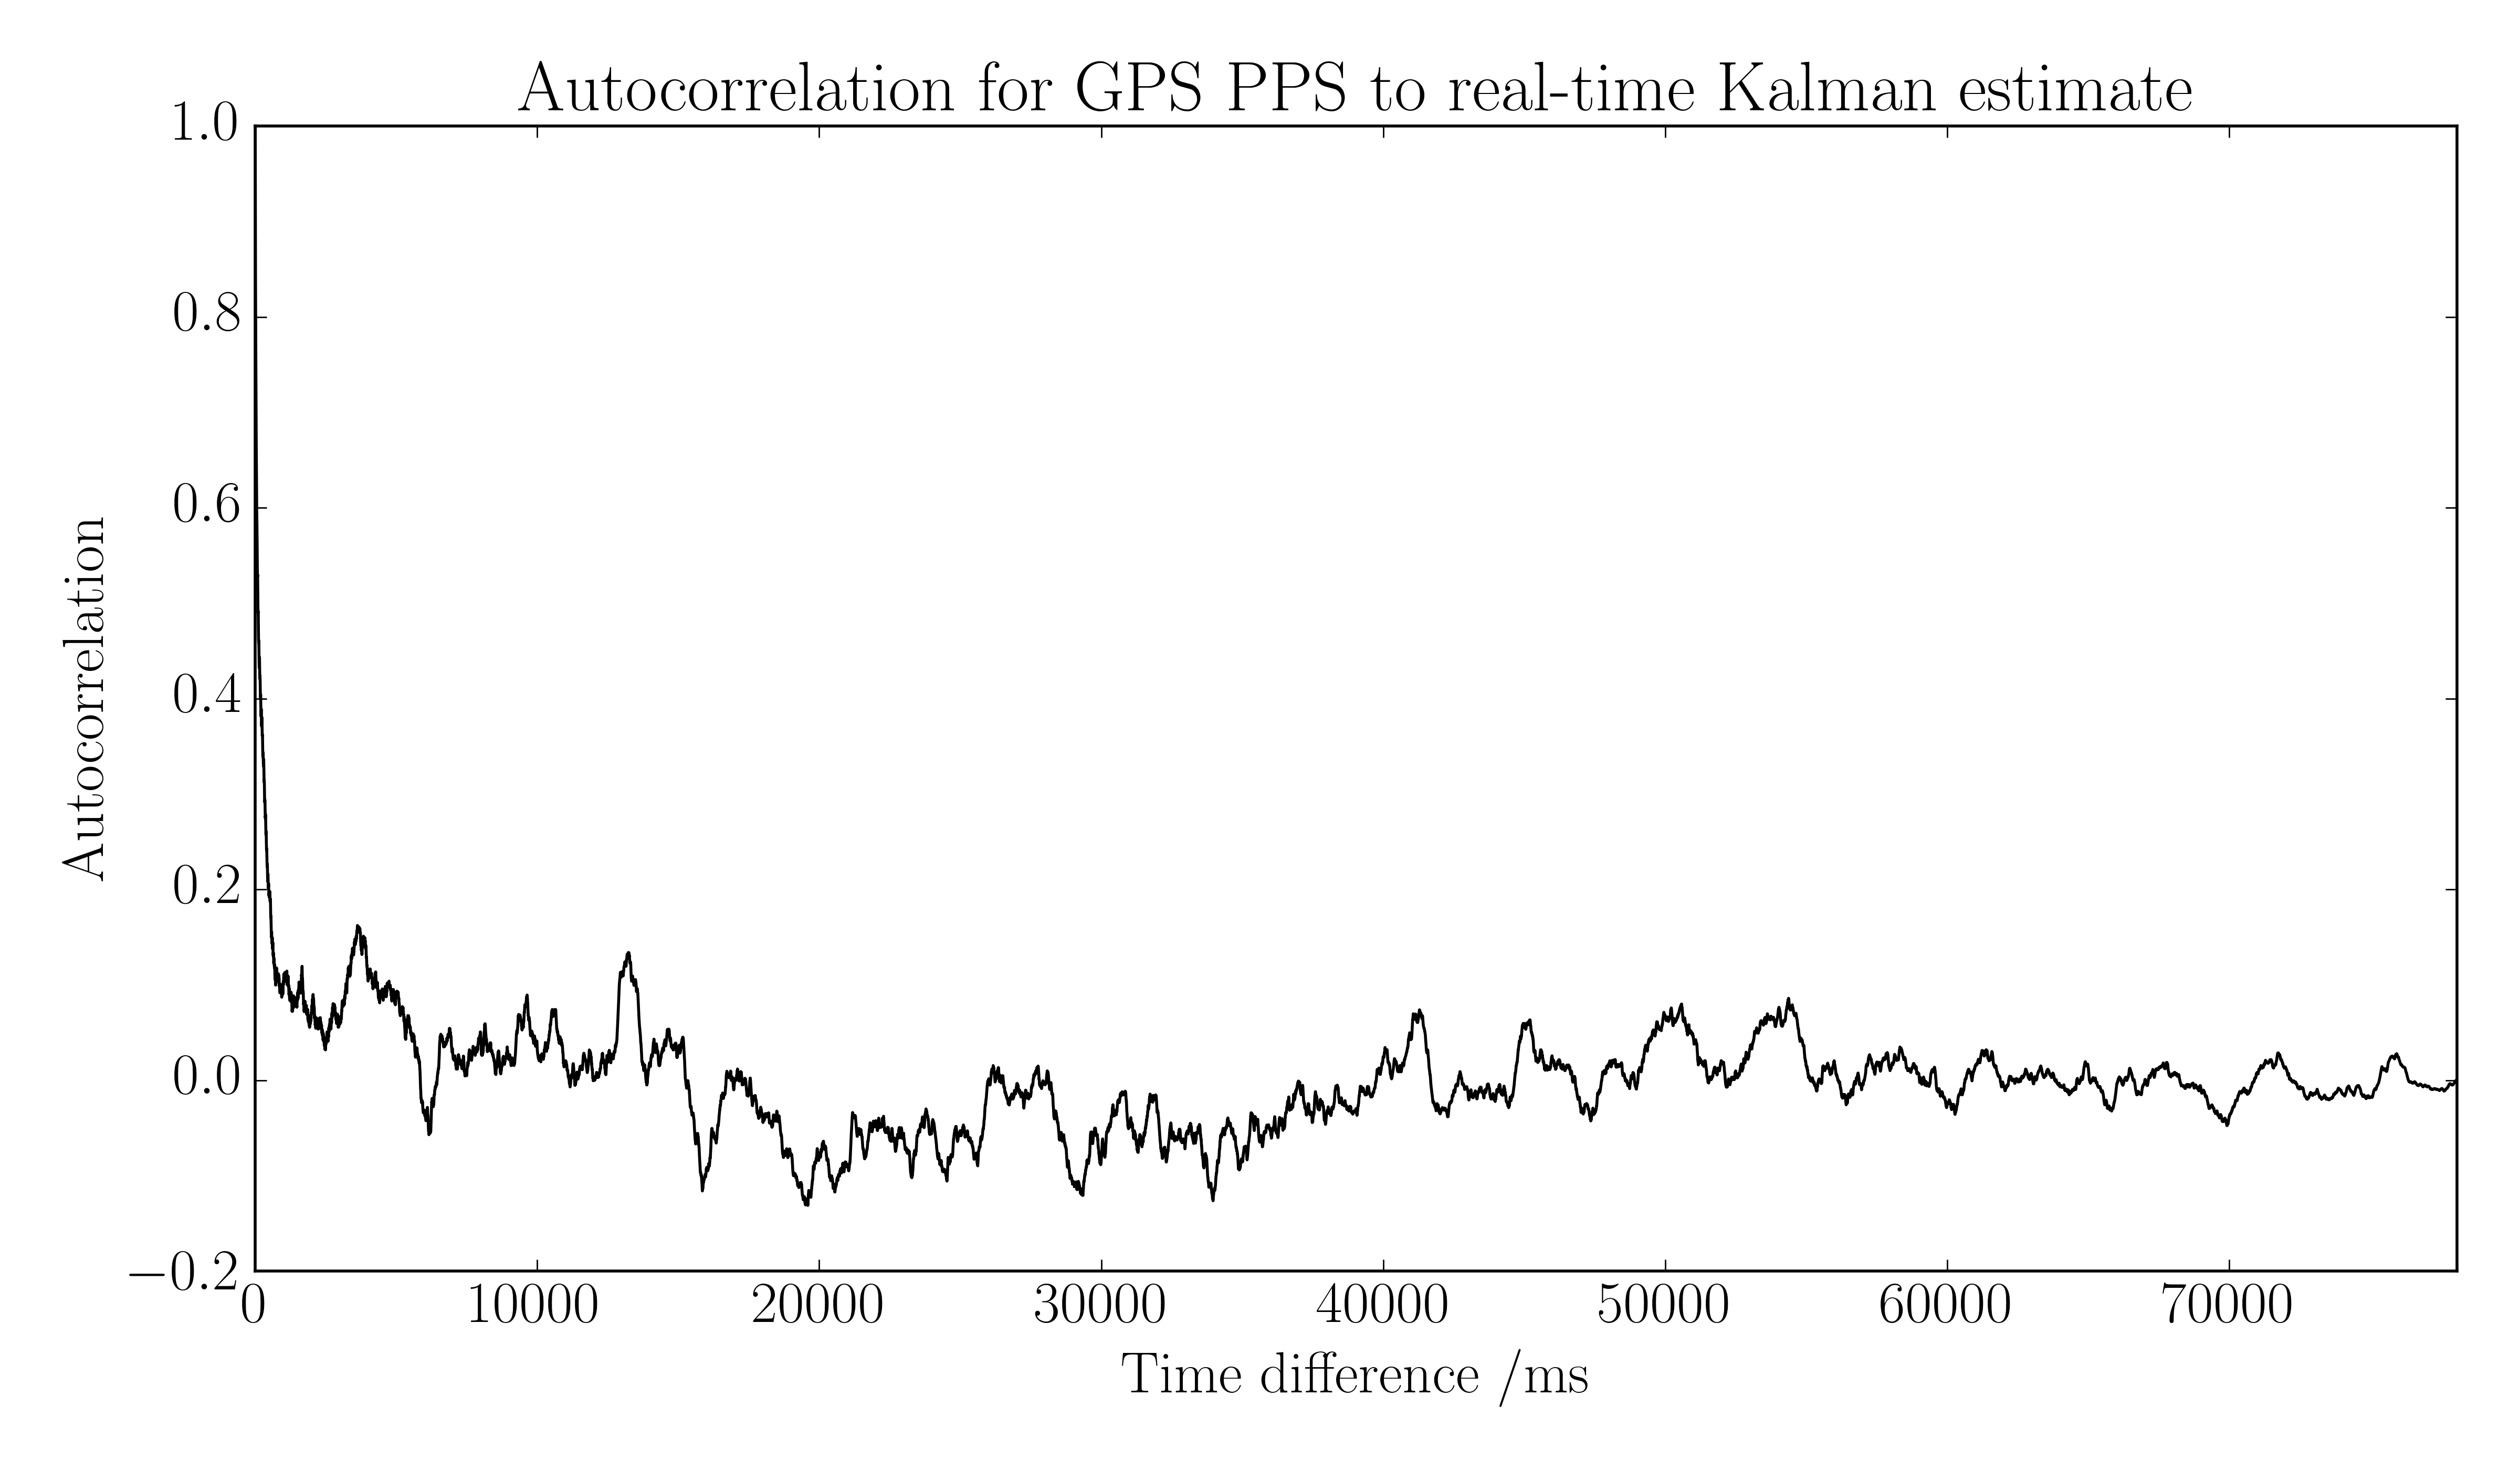 Autocorrelation for GPS PPS to real-time Kalman estimate
1.0
0.8
0.6
0.4
0.2
0.0
−0.2
Autocorrelation
0 10000 20000 30000 40000 50000 60000 70000
Time difference /ms